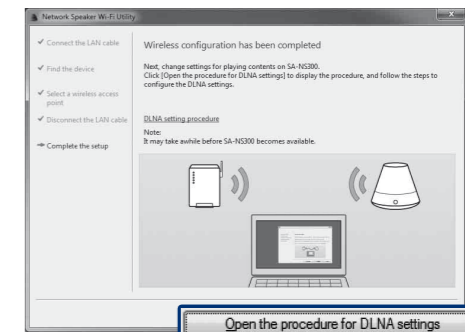 Network Speaker Wi-Fi Utility
✔ Connect the LAN cable
✔ Find the device
✔ Select a wireless access
point
✔ Disconnect the LAN cable
➔ Complete the setup
Wireless configuration has been completed
Next, change settings for playing contents on SA-NS300.
Click [Open the procedure for DLNA settings] to display the procedure, and follow the steps to
configure the DLNA settings.
DLNA setting procedure
Note:
It may take awhile before SA-NS300 becomes available.
Open the procedure for DLNA settings